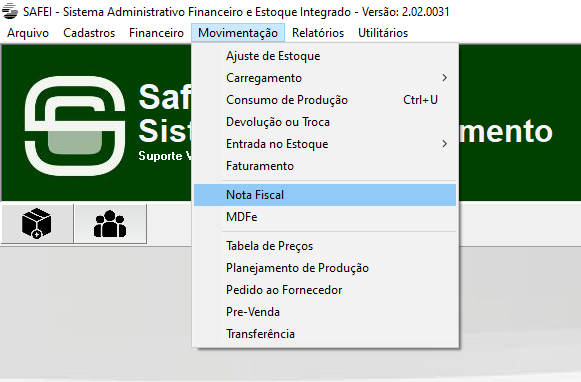 SAFEI - Sistema Administrativo Financeiro e Estoque Integrado - Versão: 2.02.0031
Arquivo Cadastros Financeiro Movimentação Relatórios Utilitários
Ajuste de Estoque
Carregamento
Consumo de Produção Ctrl+U
Devolução ou Troca
Entrada no Estoque
Faturamento
Nota Fiscal
MDFe
Tabela de Preços
Planejamento de Produção
Pedido ao Fornecedor
Pre-Venda
Transferência
Safe
Sist mento
Suporte V